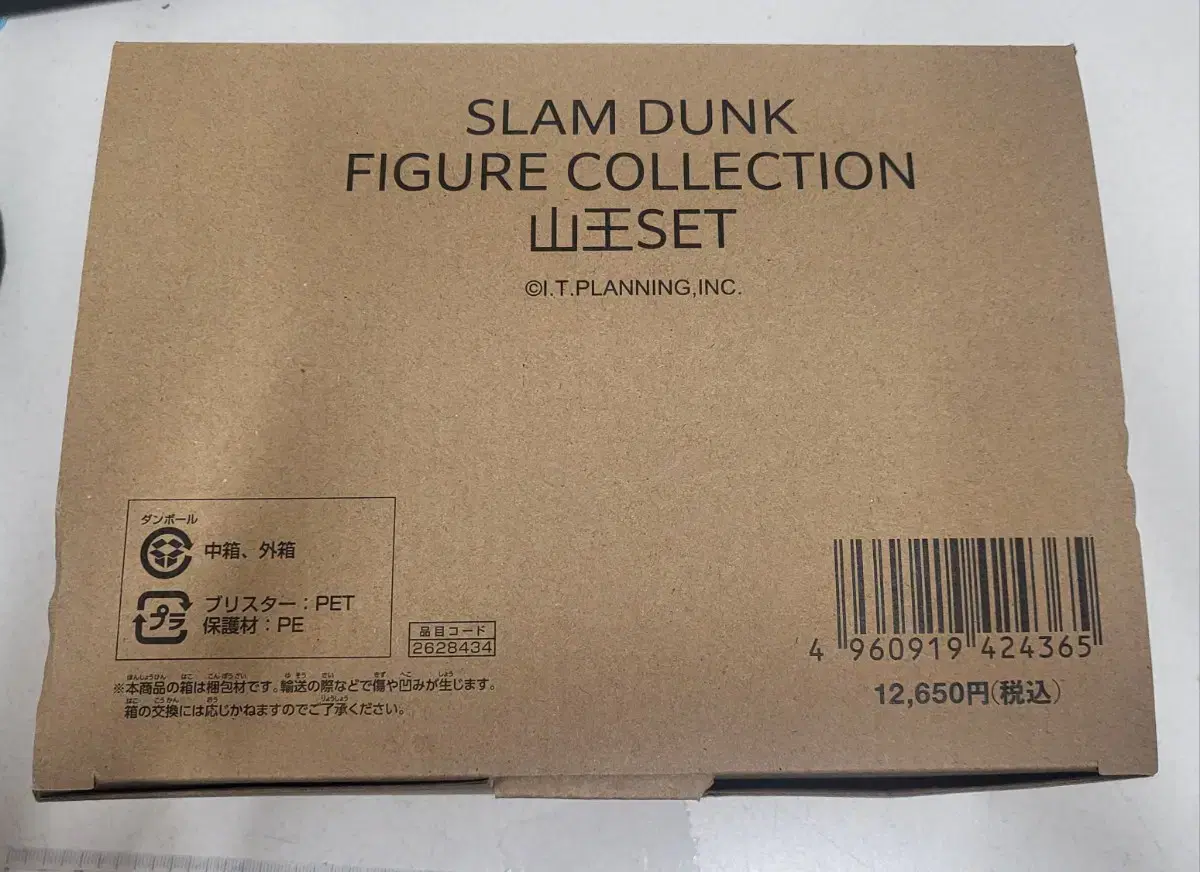 SLAM DUNK
FIGURE COLLECTION
山王SET
©I.T.PLANNING,INC.
ダンボール
中箱、外箱
プラ
ブリスター：PET
保護材：PE
品目コード
2628434
※本商品の箱は梱包材です。輸送の際などで傷や凹みが生じます。
箱の交換には応じかねますのでご了承ください。
4 960919 424365
12,650円(税込)